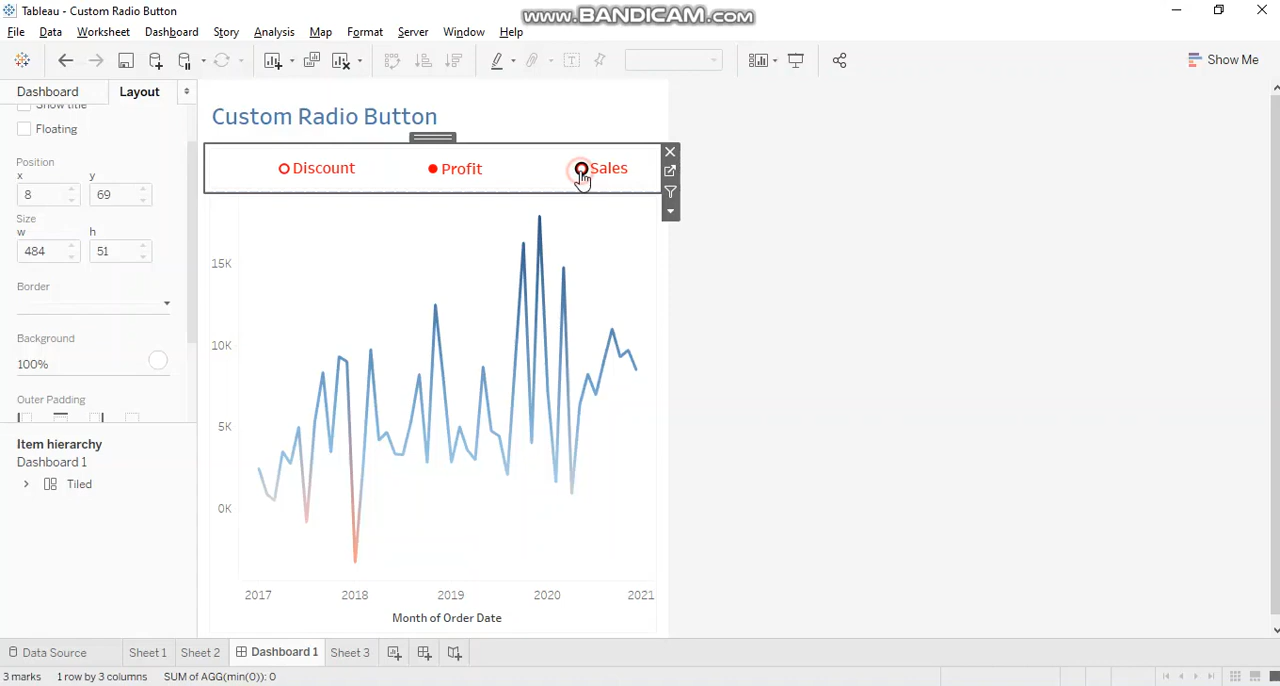 Tableau - Custom Radio Button
www.BANDICAM.com
File Data Worksheet Dashboard Story Analysis Map Format Server Window Help
Show Me
Dashboard Layout
Show title
Floating
Position
x y
8 69
Size
w h
484 51
Border
Background
100%
Outer Padding
Item hierarchy
Dashboard 1
Tiled
Custom Radio Button
Discount Profit Sales
15K
10K
5K
0K
2017 2018 2019 2020 2021
Month of Order Date
Data Source Sheet 1 Sheet 2 Dashboard 1 Sheet 3
3 marks 1 row by 3 columns SUM of AGG(min(0)): 0